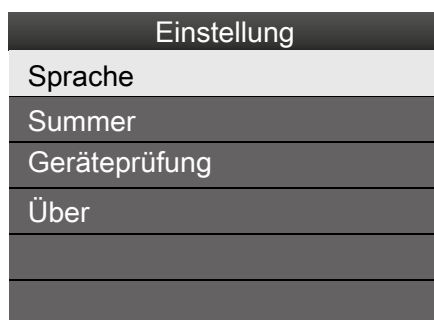 Einstellung
Sprache
Summer
Geräteprüfung
Über